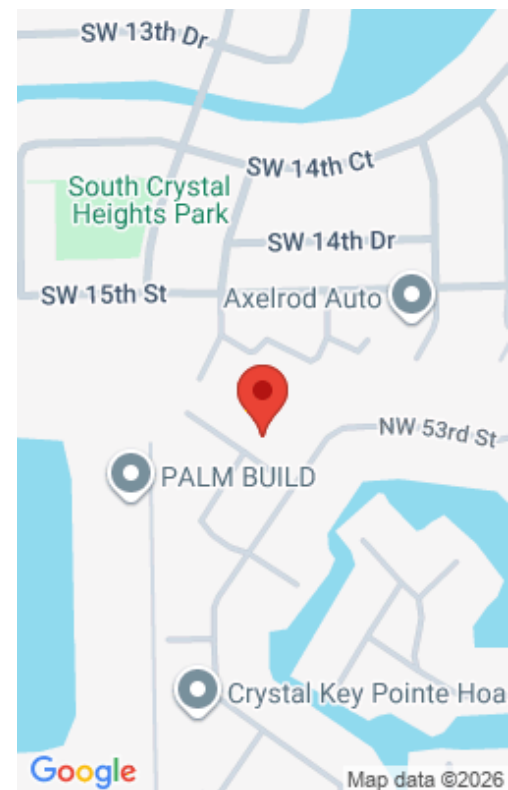 SW 13th Dr
SW 14th Ct
South Crystal
Heights Park
SW 14th Dr
SW 15th St
Axelrod Auto
NW 53rd St
PALM BUILD
Crystal Key Pointe Hoa
Google
Map data ©2026